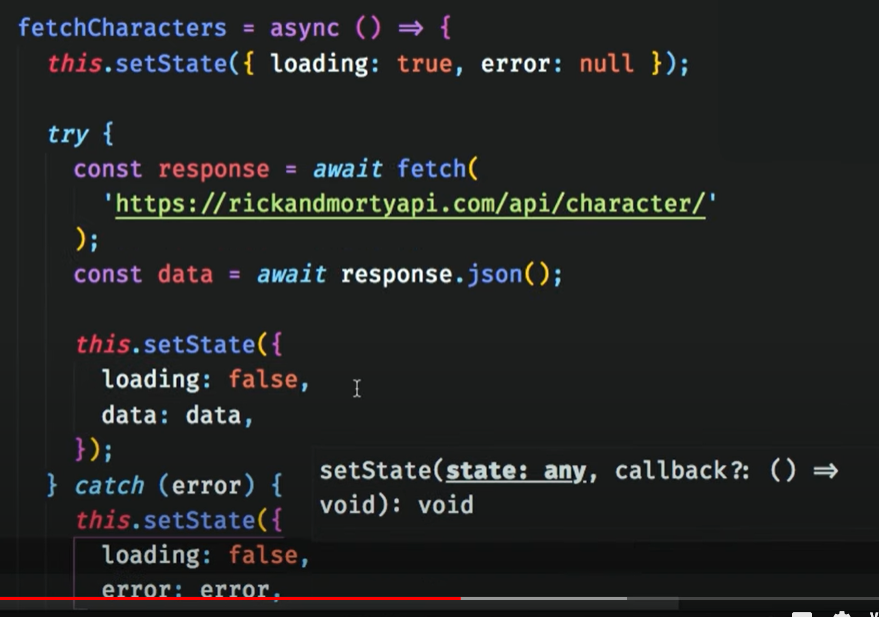 fetchCharacters = async () => {
this.setState({ loading: true, error: null });
try {
const response = await fetch(
'https://rickandmortyapi.com/api/character/'
);
const data = await response.json();
this.setState({
loading: false,
data: data,
});
} catch (error) {
this.setState({
loading: false,
error: error,
setState(state: any, callback?: () =>
void): void